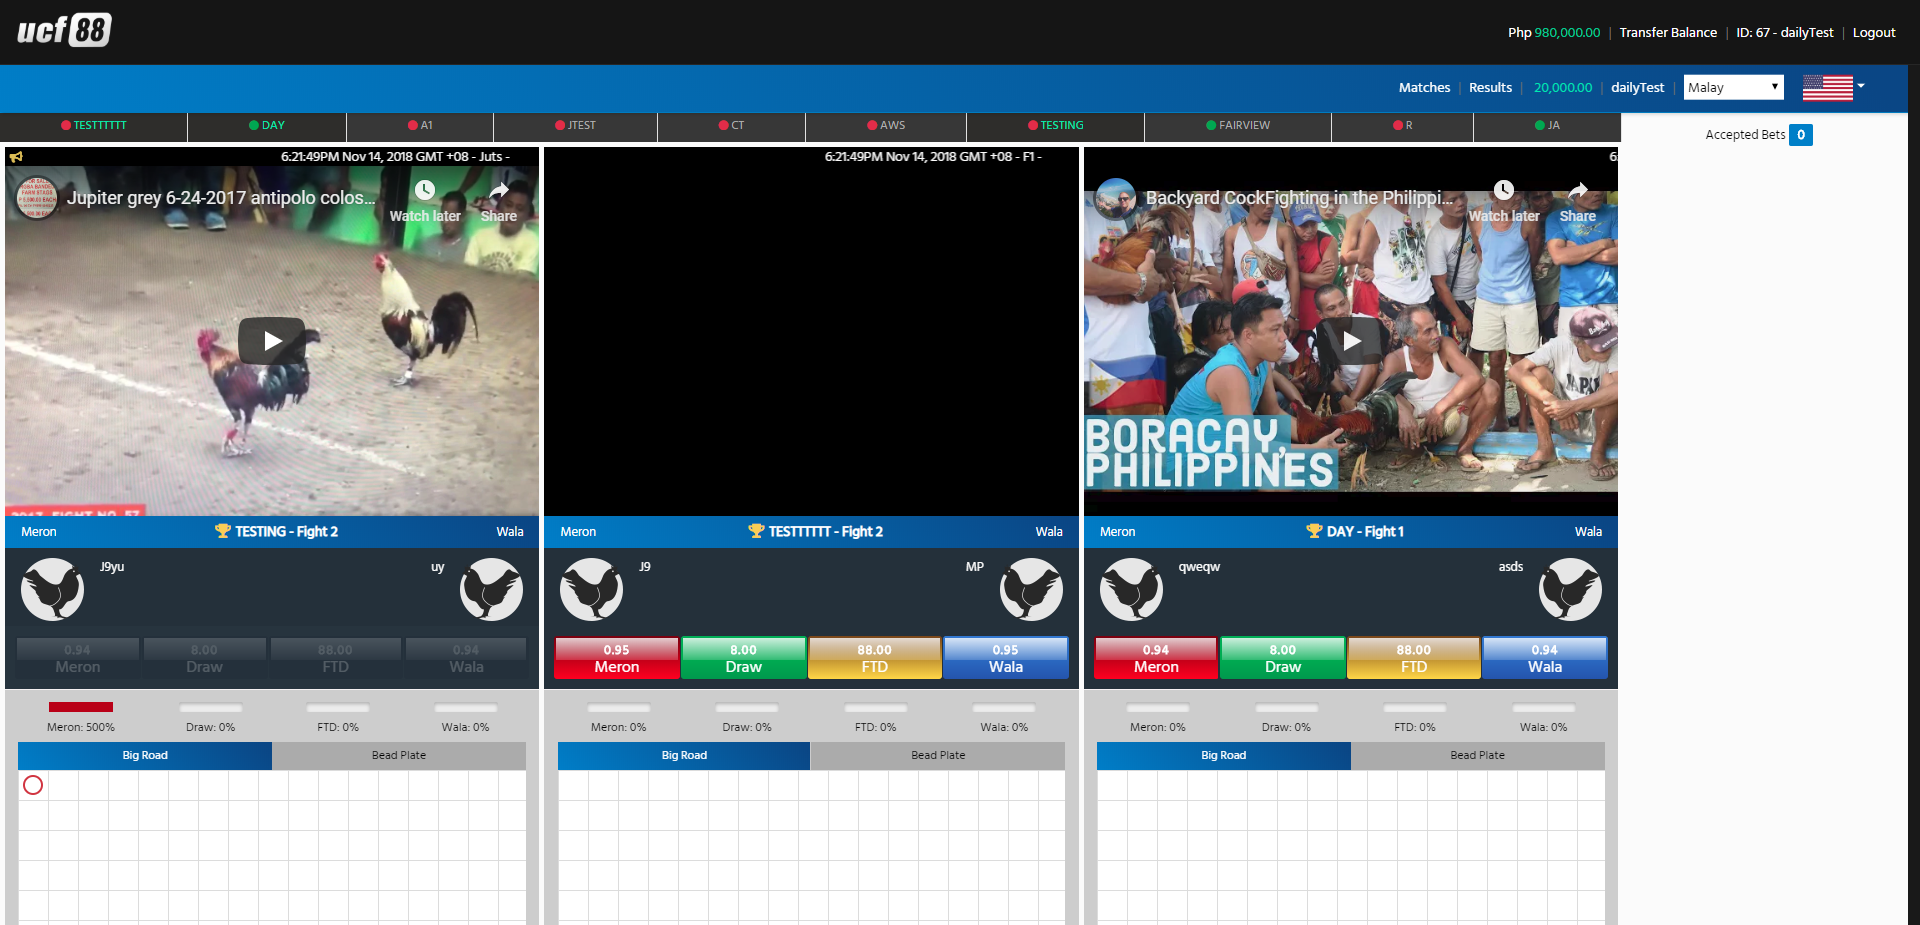 ucf 88
Php 980,000.00 | Transfer Balance | ID: 67 - dailyTest | Logout
Matches | Results | 20,000.00 | dailyTest | Malay
TESTTTTTT DAY A1 JTEST CT AWS TESTING FAIRVIEW R JA
Accepted Bets 0
6:21:49PM Nov 14, 2018 GMT +08 - Juts -
Jupiter grey 6-24-2017 antipolo colos...
Watch later Share
Meron TESTING - Fight 2 Wala
J9yu uy
0.94 8.00 88.00 0.94
Meron Draw FTD Wala
Meron: 500% Draw: 0% FTD: 0% Wala: 0%
Big Road Bead Plate
6:21:49PM Nov 14, 2018 GMT +08 - F1 -
Meron TESTTTTTT - Fight 2 Wala
J9 MP
0.95 8.00 88.00 0.95
Meron Draw FTD Wala
Meron: 0% Draw: 0% FTD: 0% Wala: 0%
Big Road Bead Plate
6:
Backyard CockFighting in the Philippi...
Watch later Share
BORACAY,
PHILIPPINES
Meron DAY - Fight 1 Wala
qweqw asds
0.94 8.00 88.00 0.94
Meron Draw FTD Wala
Meron: 0% Draw: 0% FTD: 0% Wala: 0%
Big Road Bead Plate